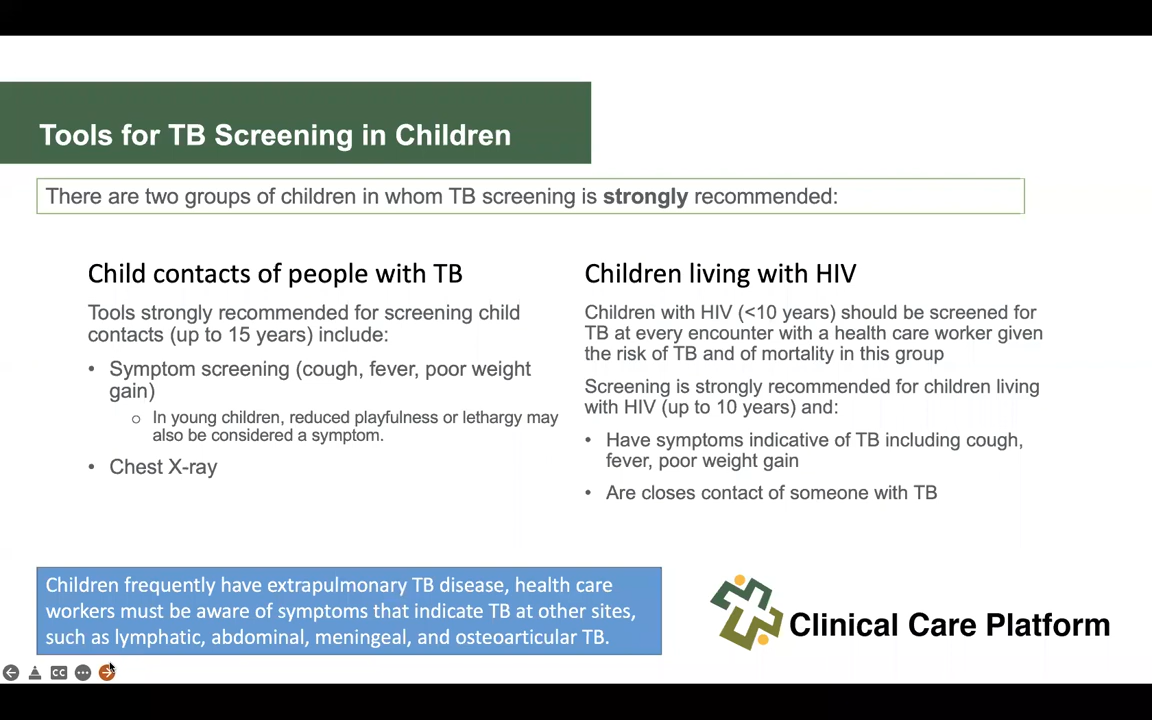 Tools for TB Screening in Children
There are two groups of children in whom TB screening is strongly recommended:
Child contacts of people with TB
Tools strongly recommended for screening child
contacts (up to 15 years) include:
• Symptom screening (cough, fever, poor weight
gain)
o In young children, reduced playfulness or lethargy may
also be considered a symptom.
• Chest X-ray
Children living with HIV
Children with HIV (<10 years) should be screened for
TB at every encounter with a health care worker given
the risk of TB and of mortality in this group
Screening is strongly recommended for children living
with HIV (up to 10 years) and:
• Have symptoms indicative of TB including cough,
fever, poor weight gain
• Are closes contact of someone with TB
Children frequently have extrapulmonary TB disease, health care
workers must be aware of symptoms that indicate TB at other sites,
such as lymphatic, abdominal, meningeal, and osteoarticular TB.
Clinical Care Platform
CC